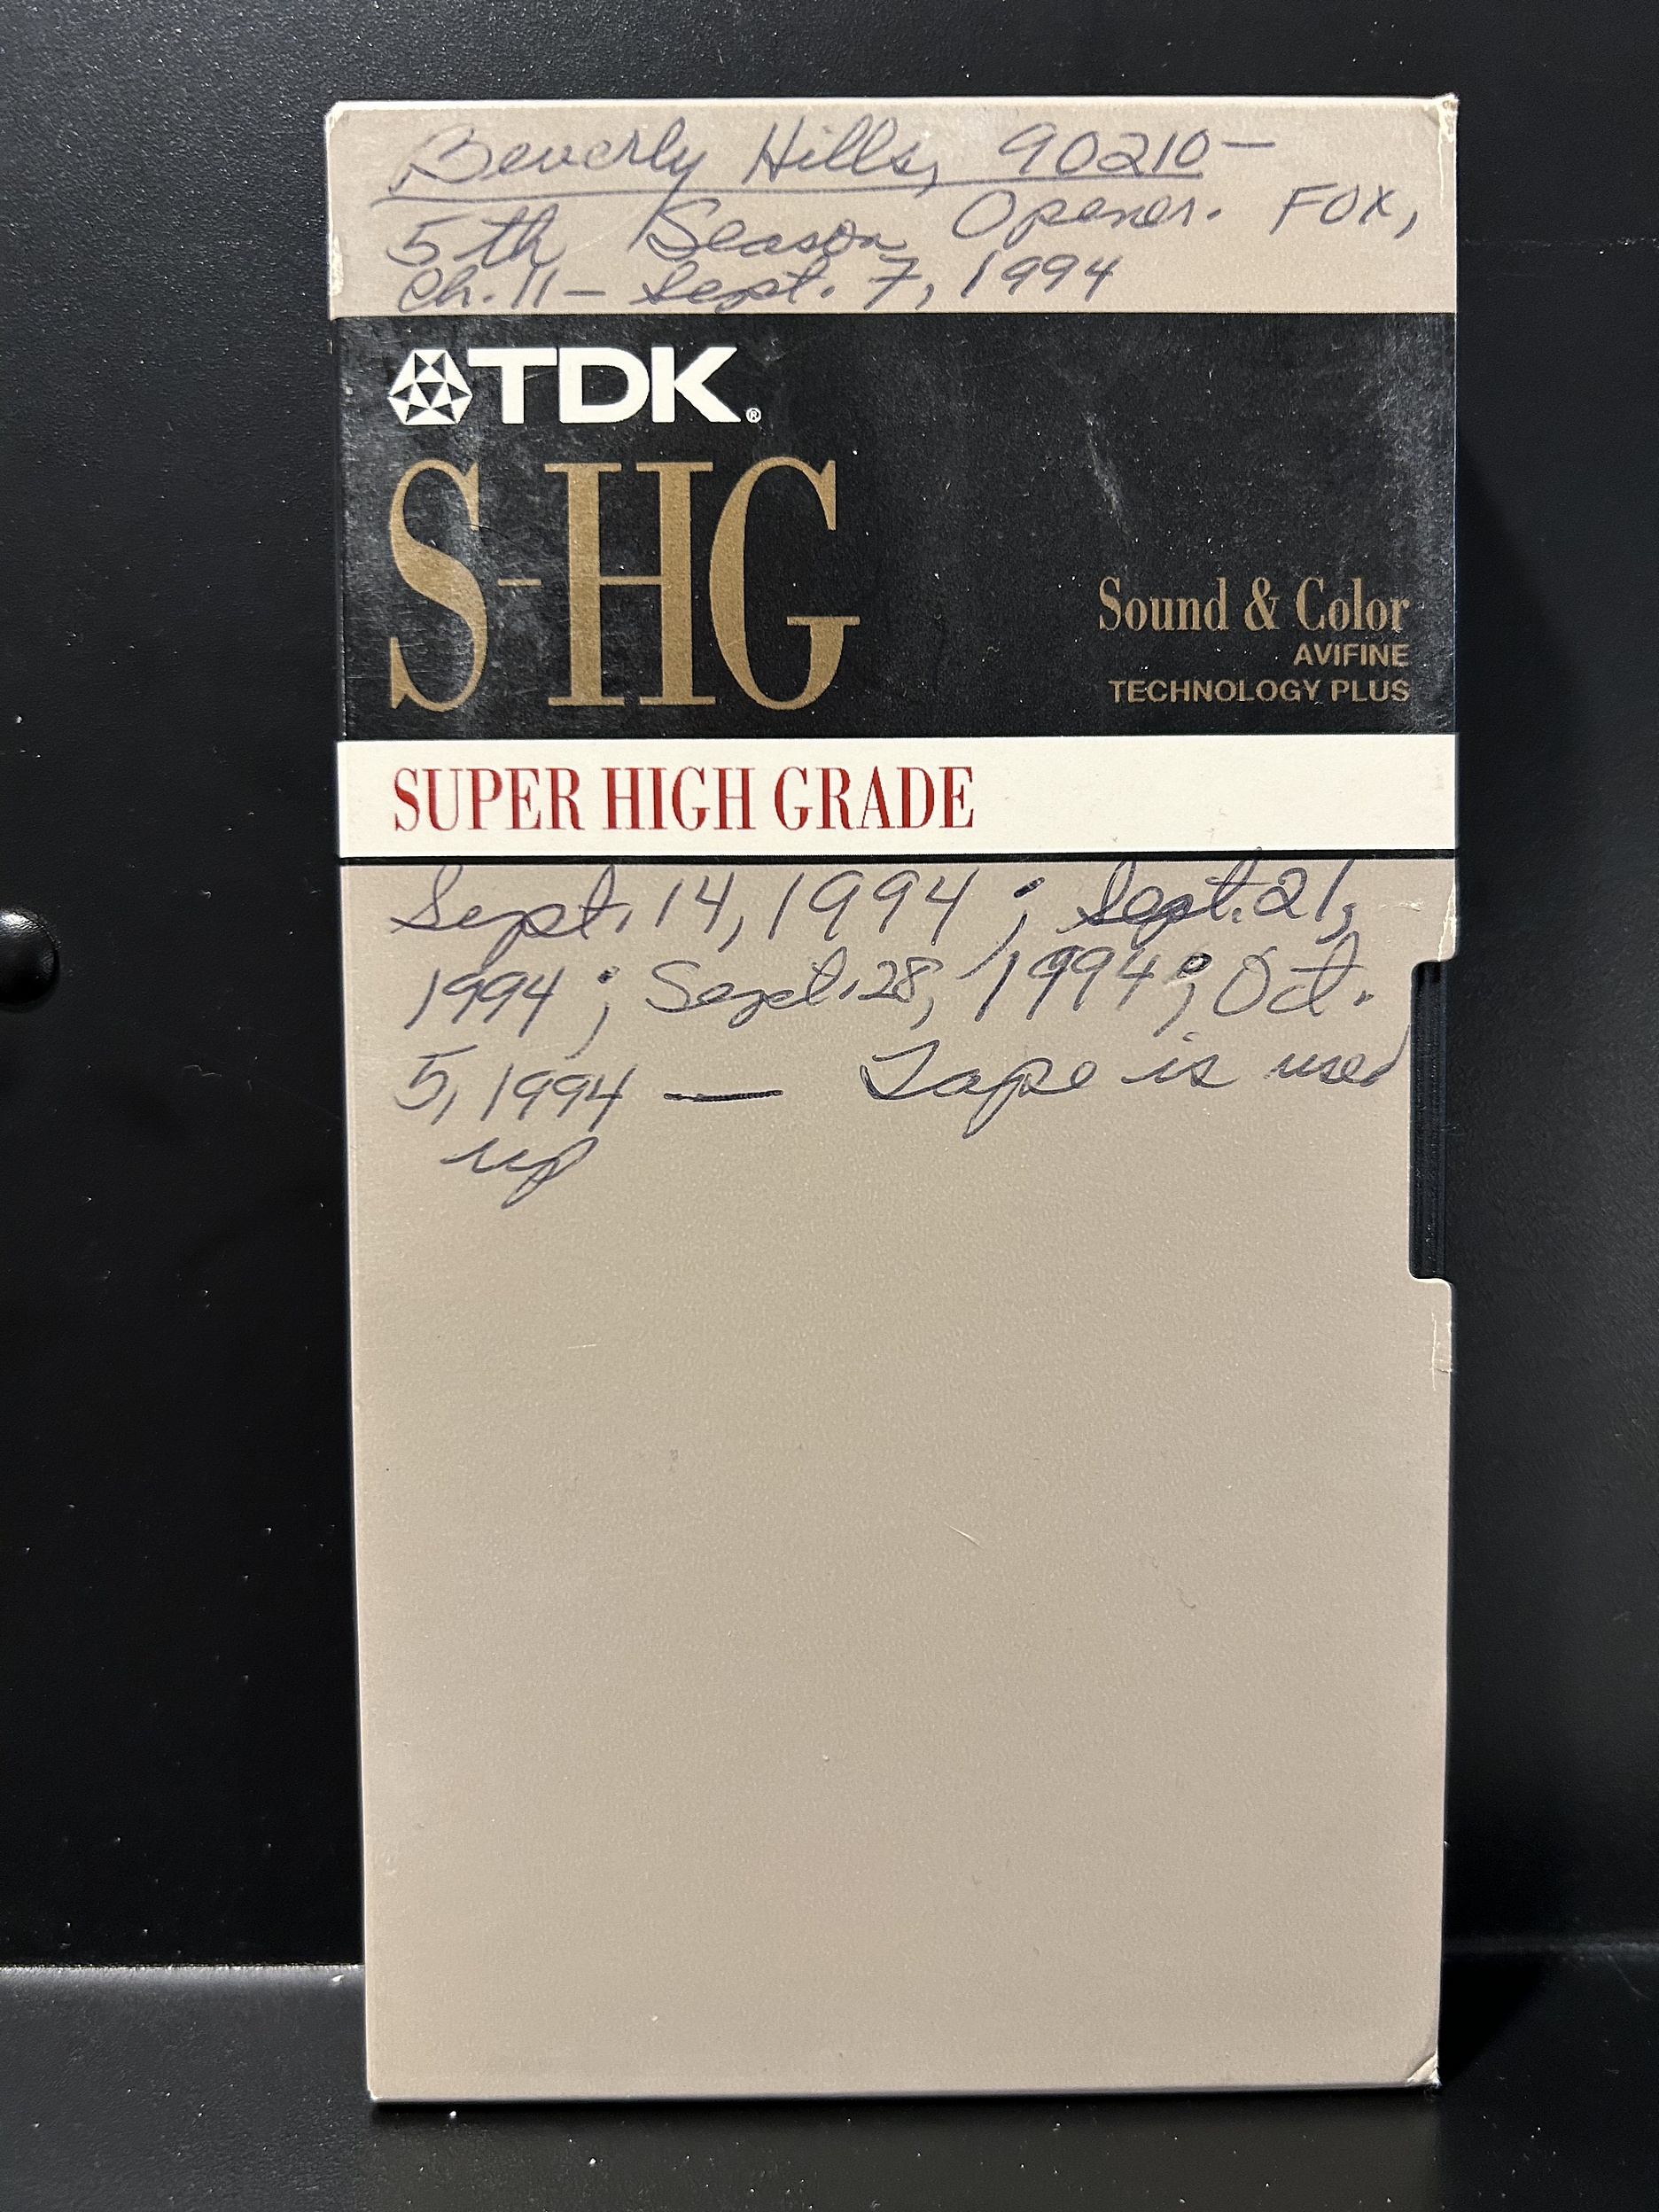 Beverly Hills, 90210 —
5th Season Opener. FOX,
Ch. 11 — Sept. 7, 1994
TDK®
S-HG
Sound & Color
AVIFINE
TECHNOLOGY PLUS
SUPER HIGH GRADE
Sept. 14, 1994 ; Sept. 21,
1994 ; Sept. 28, 1994 ; Oct.
5, 1994 — Tape is used
up